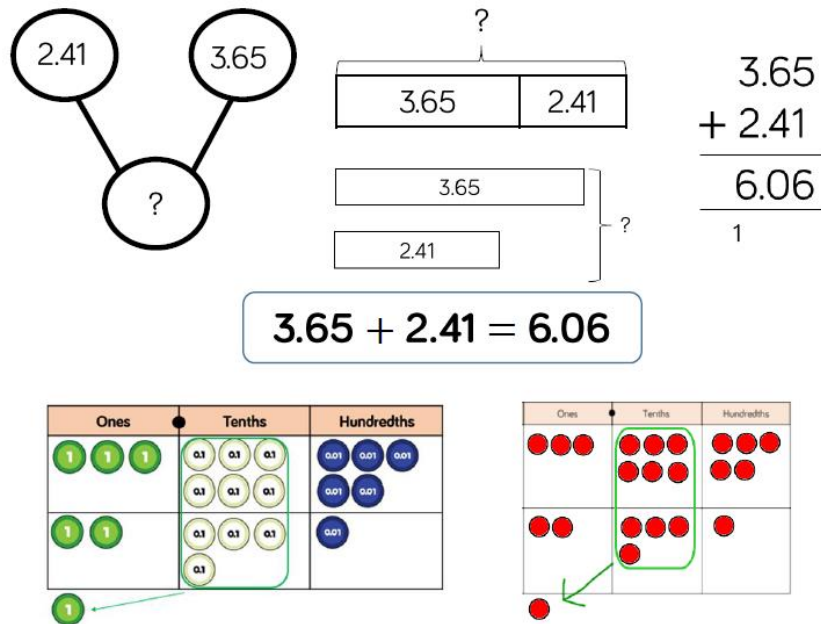 2.41
3.65
?
?
3.65 2.41
3.65
2.41
?
3.65
+ 2.41
6.06
1
3.65 + 2.41 = 6.06
Ones Tenths Hundredths
1 1 1 0.1 0.1 0.1 0.01 0.01 0.01
0.1 0.1 0.1 0.01 0.01
1 1 0.1 0.1 0.1 0.01
0.1
1
Ones Tenths Hundredths